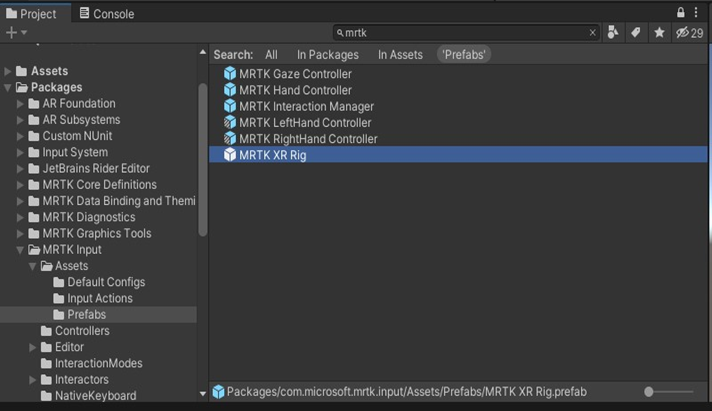 Project
Console
mrtk
29
Search: All In Packages In Assets 'Prefabs'
Assets
Packages
AR Foundation
AR Subsystems
Custom NUnit
Input System
JetBrains Rider Editor
MRTK Core Definitions
MRTK Data Binding and Themi
MRTK Diagnostics
MRTK Graphics Tools
MRTK Input
Assets
Default Configs
Input Actions
Prefabs
Controllers
Editor
InteractionModes
Interactors
NativeKeyboard
MRTK Gaze Controller
MRTK Hand Controller
MRTK Interaction Manager
MRTK LeftHand Controller
MRTK RightHand Controller
MRTK XR Rig
Packages/com.microsoft.mrtk.input/Assets/Prefabs/MRTK XR Rig.prefab